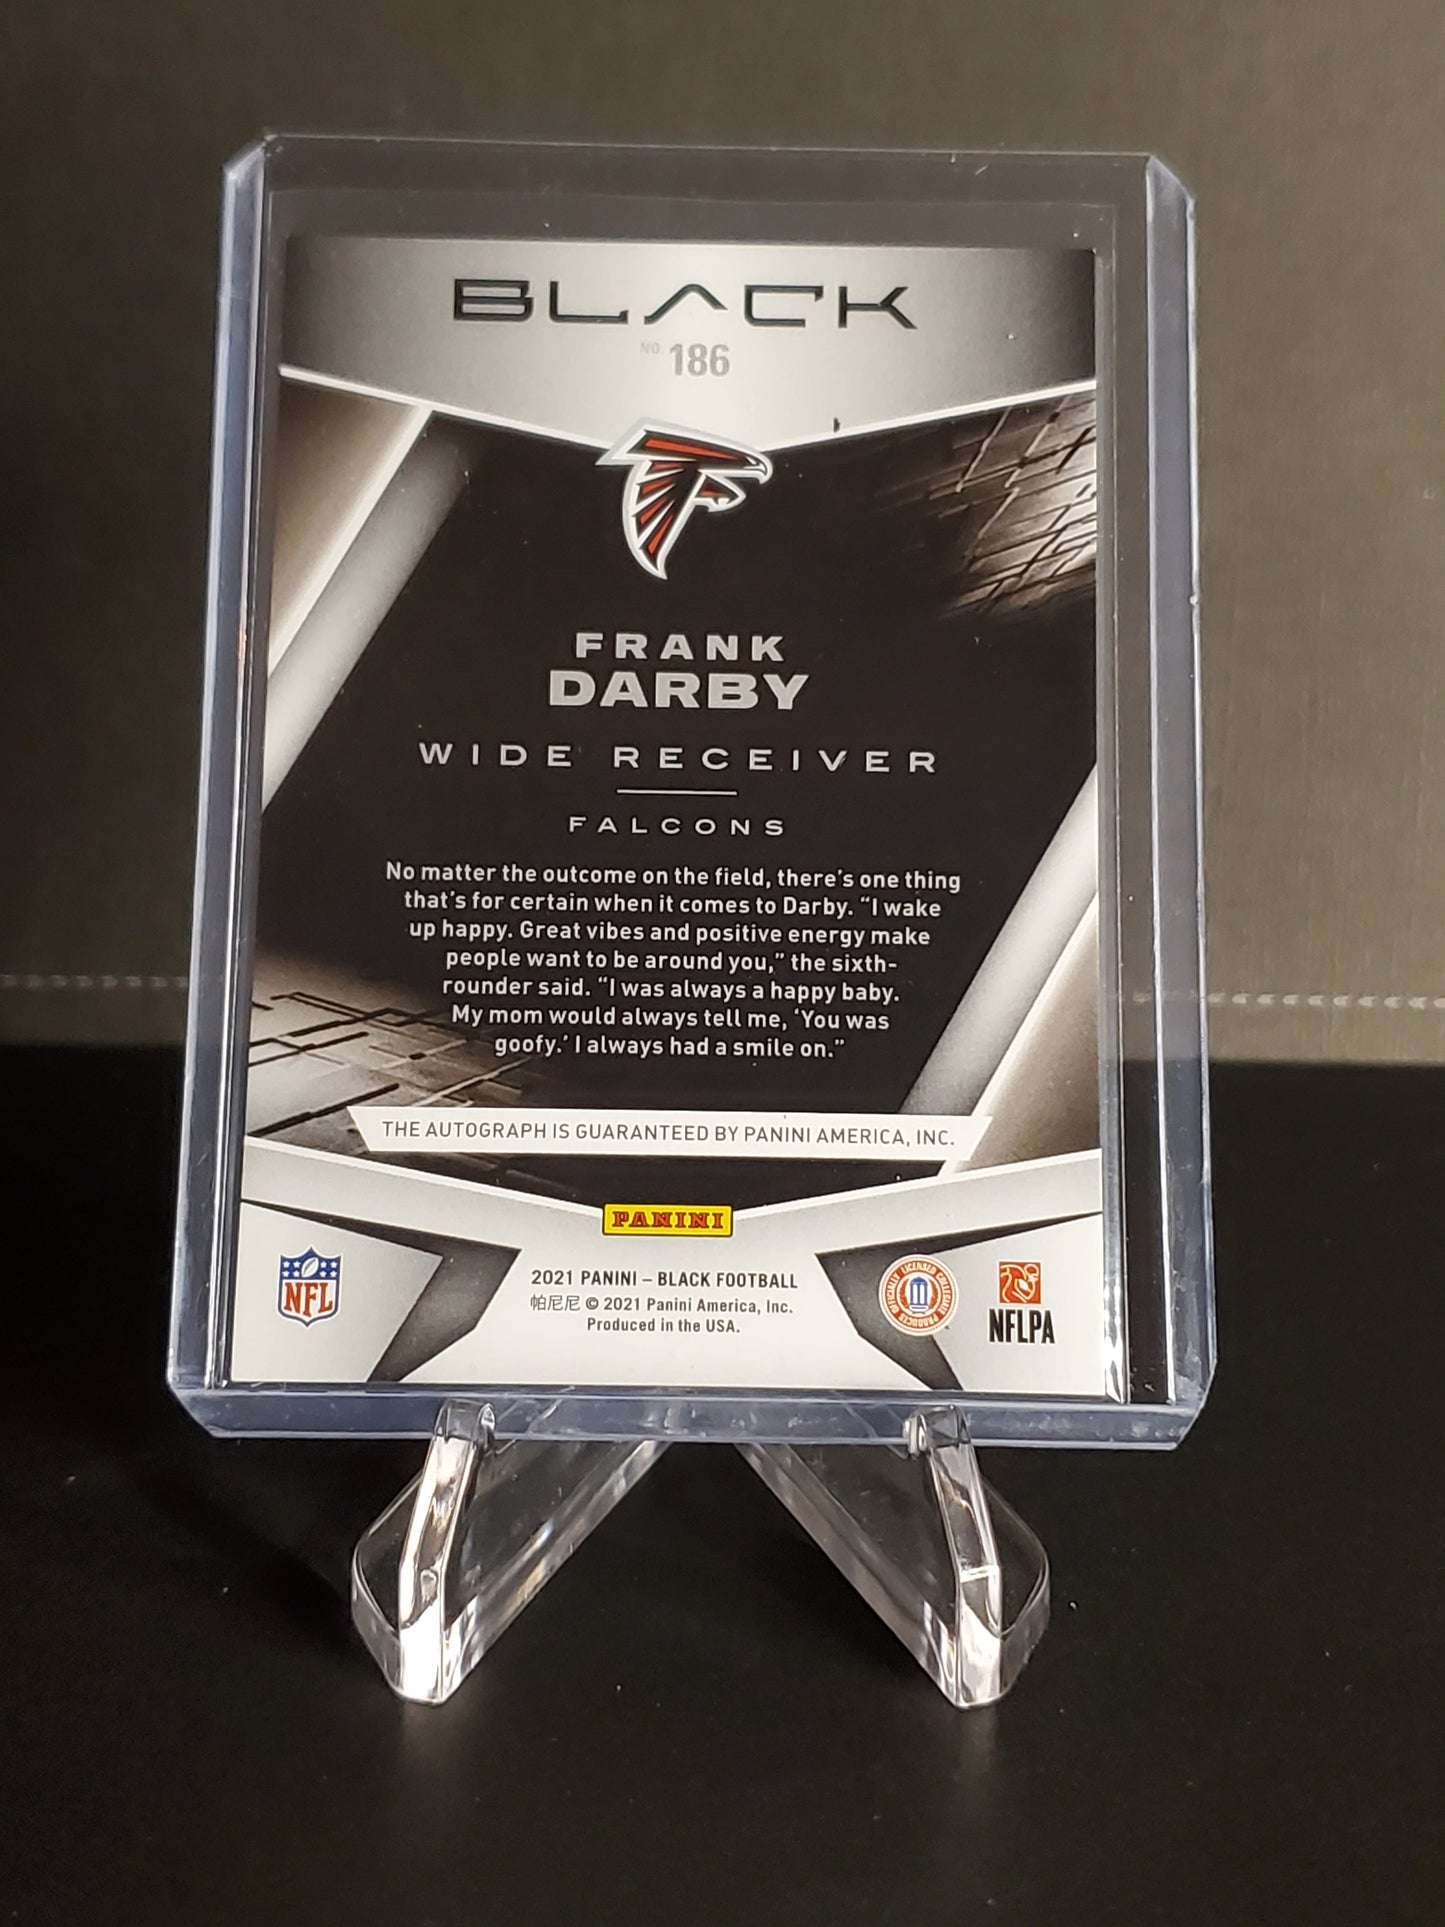 BLACK
NO. 186
FRANK
DARBY
WIDE RECEIVER
FALCONS
No matter the outcome on the field, there's one thing
that's for certain when it comes to Darby. “I wake
up happy. Great vibes and positive energy make
people want to be around you,” the sixth-
rounder said. “I was always a happy baby.
My mom would always tell me, ‘You was
goofy.’ I always had a smile on.”
THE AUTOGRAPH IS GUARANTEED BY PANINI AMERICA, INC.
PANINI
NFL
2021 PANINI – BLACK FOOTBALL
帕尼尼 © 2021 Panini America, Inc.
Produced in the USA.
OFFICIALLY LICENSED COLLEGIATE PRODUCTS
NFLPA